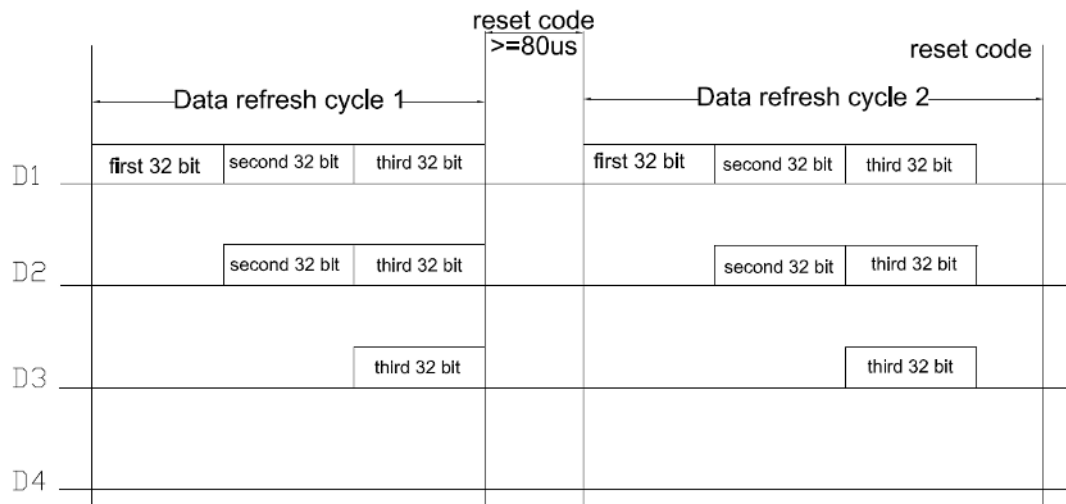 reset code
>=80us
reset code
Data refresh cycle 1
Data refresh cycle 2
D1 first 32 bit second 32 bit third 32 bit first 32 bit second 32 bit third 32 bit
D2 second 32 bit third 32 bit second 32 bit third 32 bit
D3 third 32 bit third 32 bit
D4